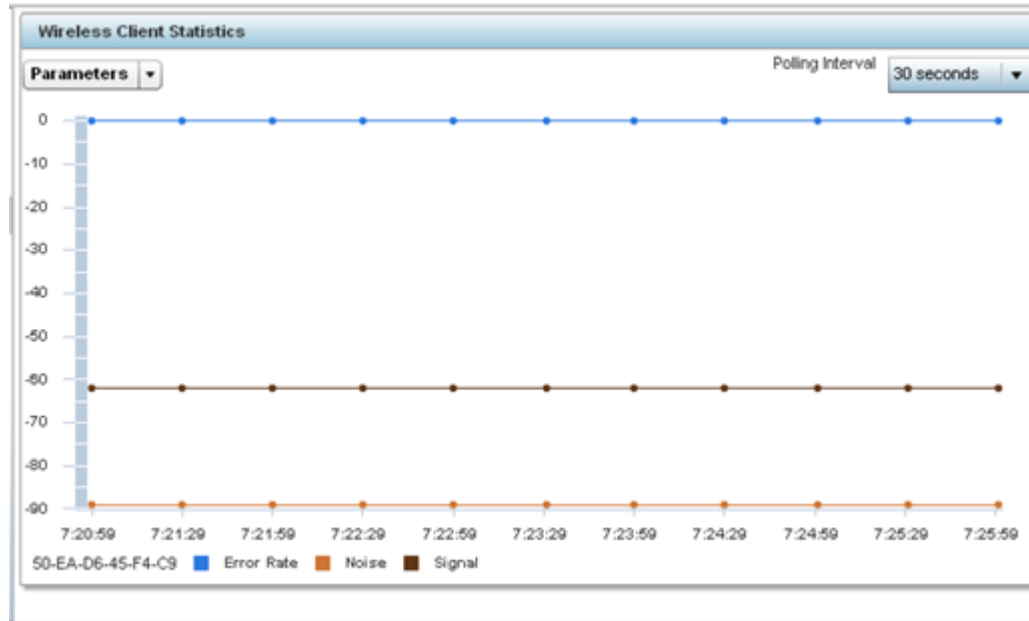 Wireless Client Statistics
Parameters
Polling Interval
30 seconds
0
-10
-20
-30
-40
-50
-60
-70
-80
-90
7:20:59 7:21:29 7:21:59 7:22:29 7:22:59 7:23:29 7:23:59 7:24:29 7:24:59 7:25:29 7:25:59
50-EA-D6-45-F4-C9 Error Rate Noise Signal